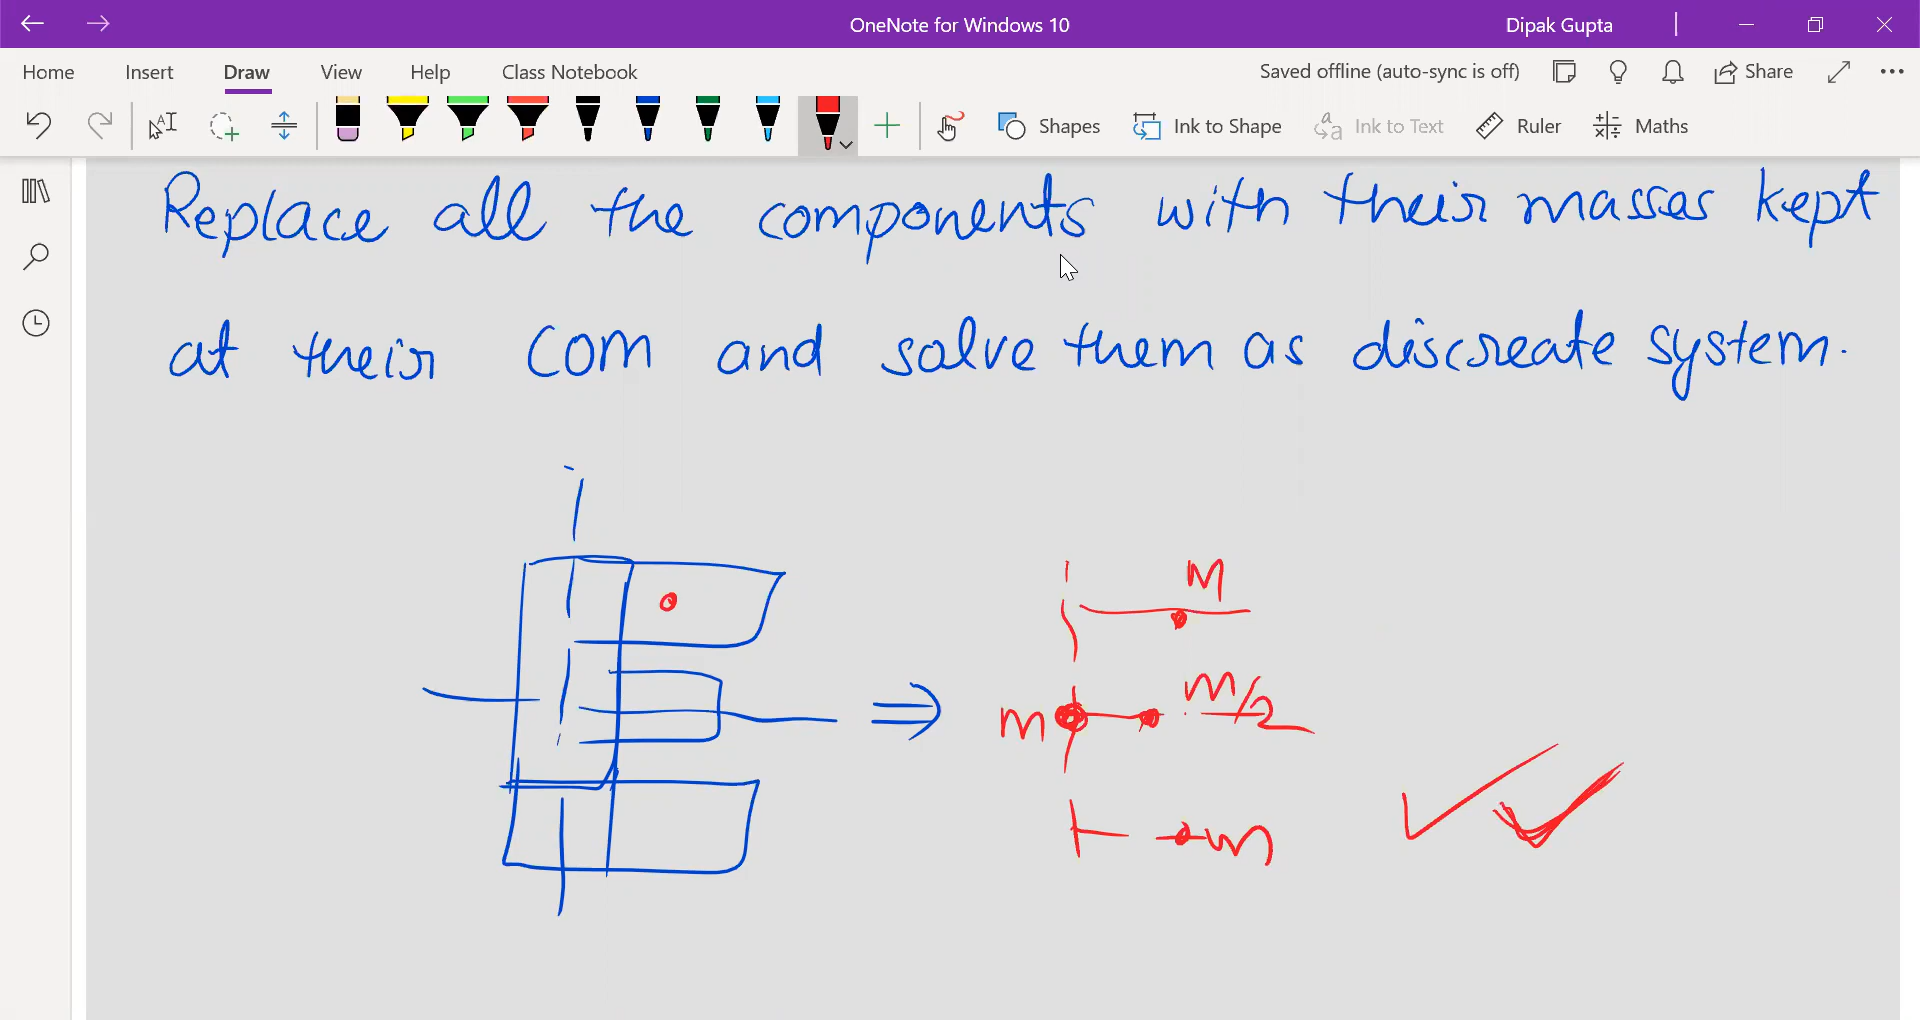 OneNote for Windows 10
Dipak Gupta
Home Insert Draw View Help Class Notebook
Saved offline (auto-sync is off)
Share
Shapes
Ink to Shape
Ink to Text
Ruler
Maths
Replace all the components with their masses kept
at their COM and solve them as discreate system.
M
m M/2
m